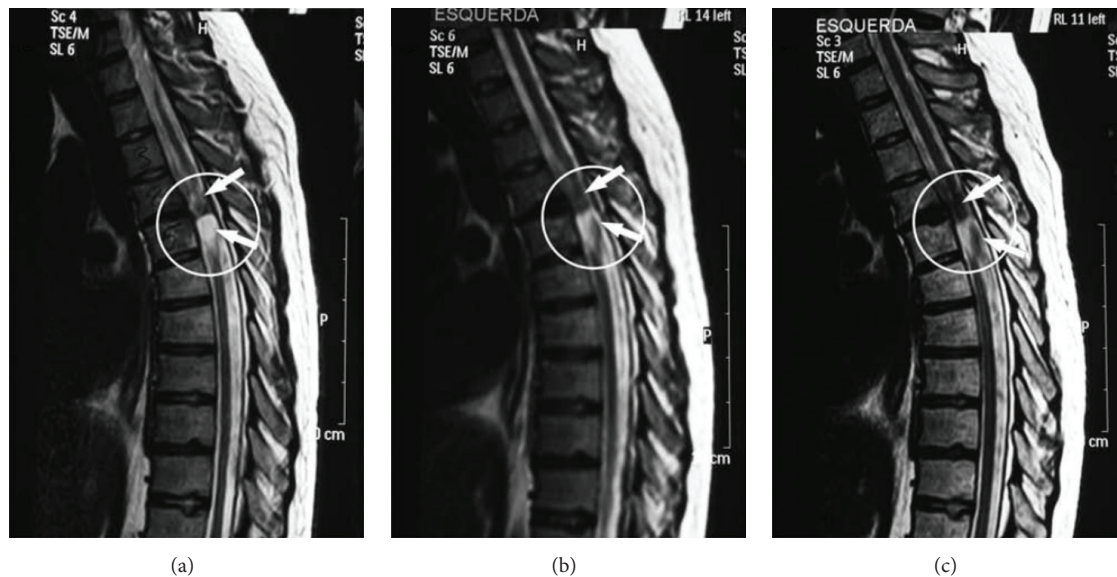 Sc 4
TSE/M
SL 6
H
P
0 cm
(a)
ESQUERDA
RL 14 left
Sc 6
TSE/M
SL 6
H
P
cm
(b)
ESQUERDA
RL 11 left
Sc 3
TSE/M
SL 6
H
P
cm
(c)